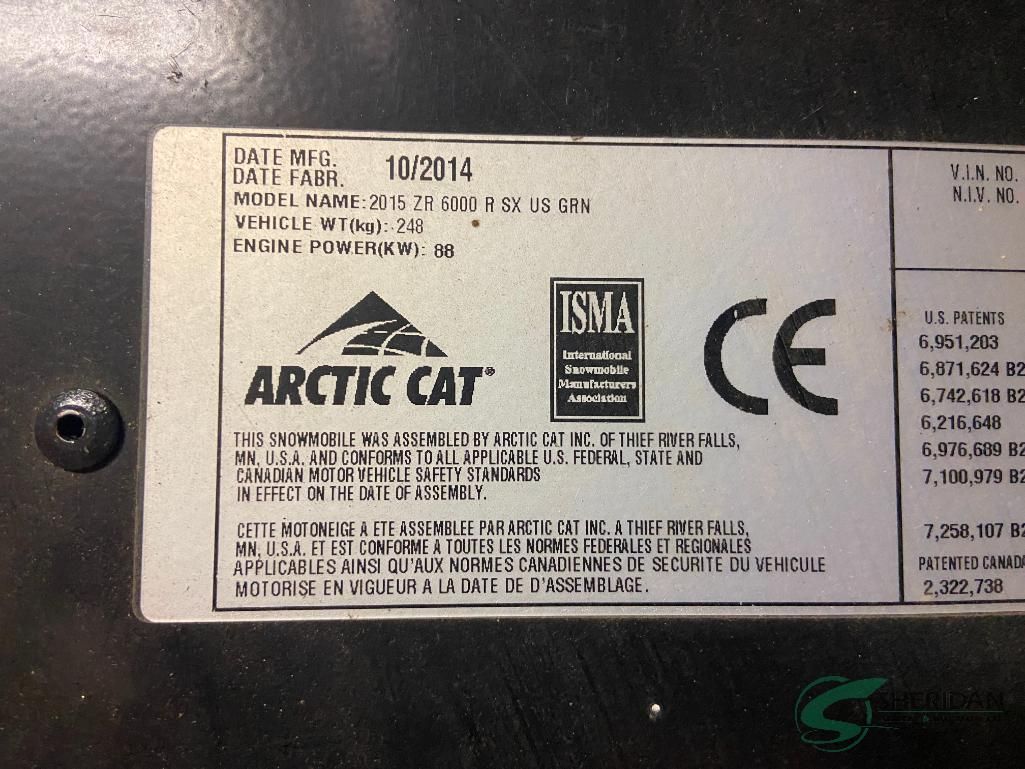 DATE MFG.
DATE FABR. 10/2014
MODEL NAME: 2015 ZR 6000 R SX US GRN
VEHICLE WT(kg): 248
ENGINE POWER(KW): 88
ARCTIC CAT®
ISMA
International
Snowmobile
Manufacturers
Association
CE
THIS SNOWMOBILE WAS ASSEMBLED BY ARCTIC CAT INC. OF THIEF RIVER FALLS,
MN, U.S.A. AND CONFORMS TO ALL APPLICABLE U.S. FEDERAL, STATE AND
CANADIAN MOTOR VEHICLE SAFETY STANDARDS
IN EFFECT ON THE DATE OF ASSEMBLY.
CETTE MOTONEIGE A ETE ASSEMBLEE PAR ARCTIC CAT INC. A THIEF RIVER FALLS,
MN, U.S.A. ET EST CONFORME A TOUTES LES NORMES FEDERALES ET REGIONALES
APPLICABLES AINSI QU'AUX NORMES CANADIENNES DE SECURITE DU VEHICULE
MOTORISE EN VIGUEUR A LA DATE DE D'ASSEMBLAGE.
V.I.N. NO.
N.I.V. NO.
U.S. PATENTS
6,951,203
6,871,624 B2
6,742,618 B2
6,216,648
6,976,689 B2
7,100,979 B2
7,258,107 B2
PATENTED CANADA
2,322,738
SHERIDAN